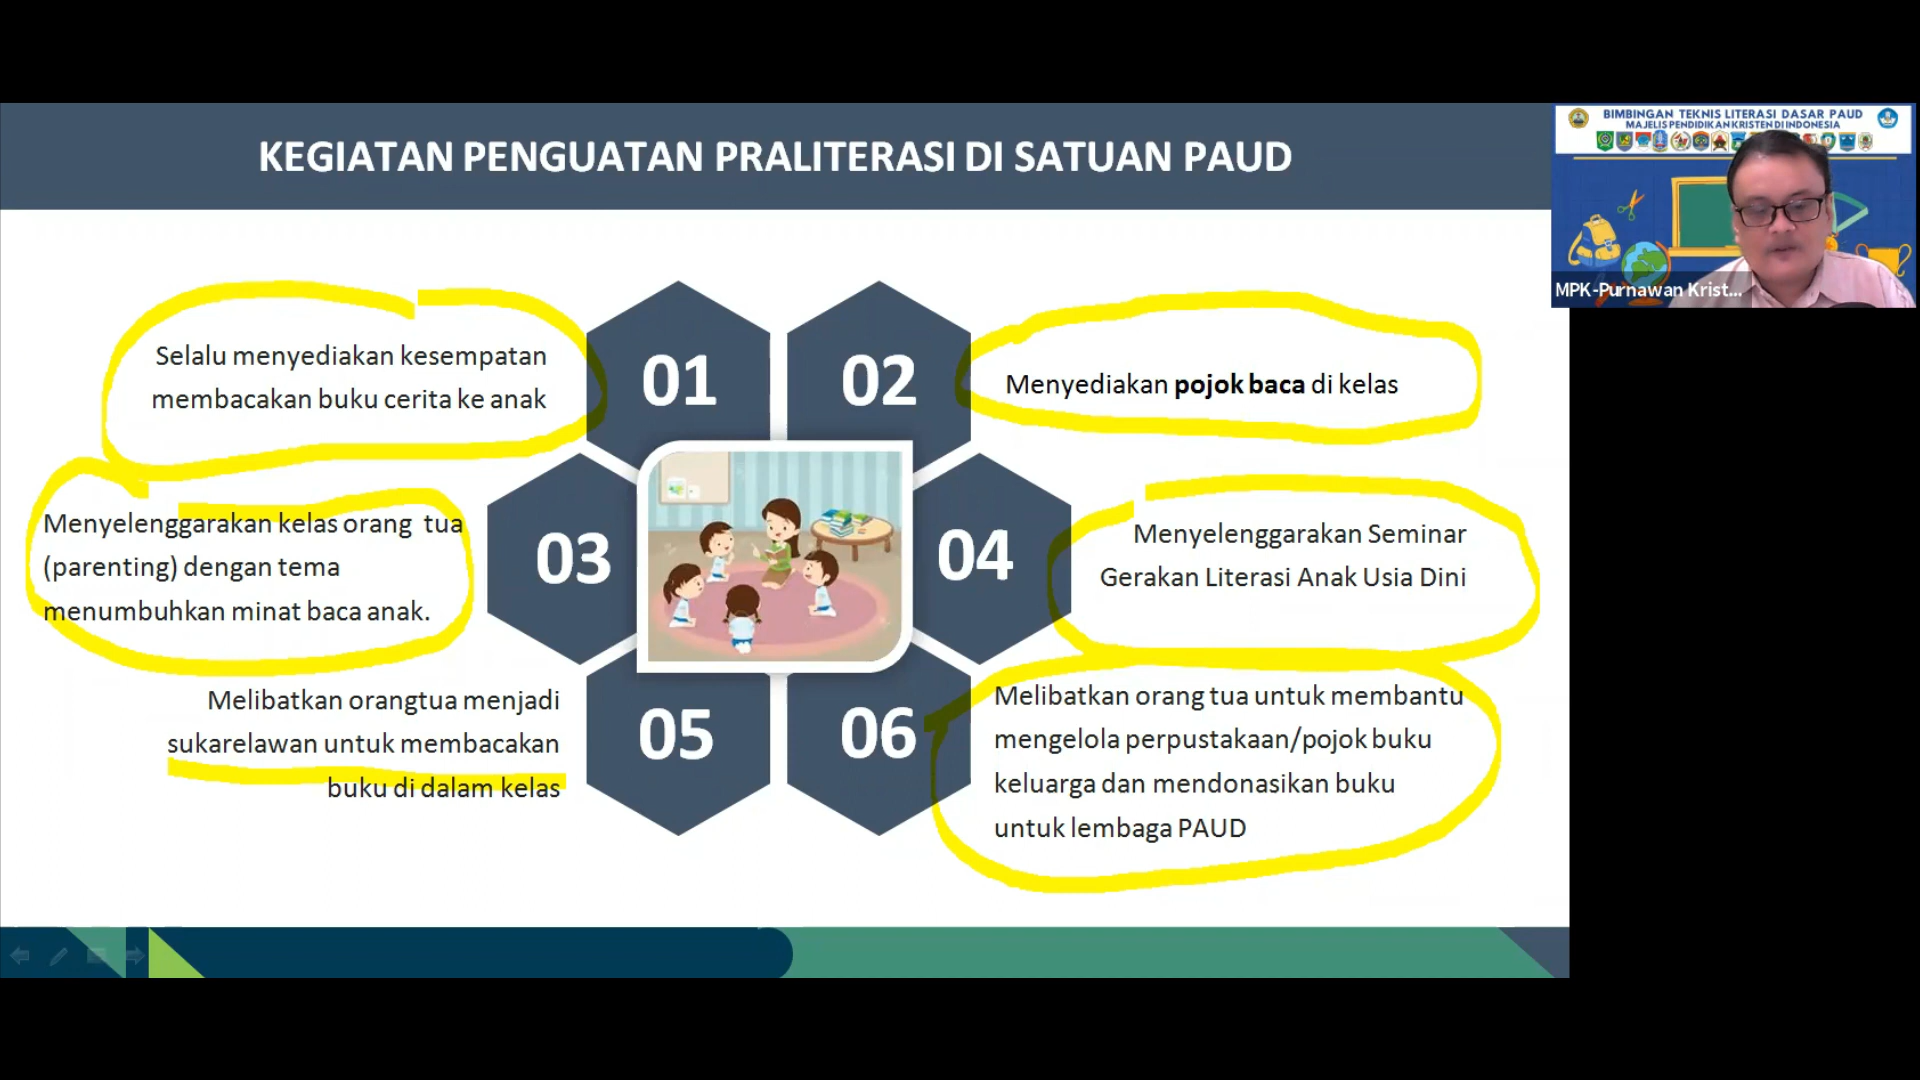 KEGIATAN PENGUATAN PRALITERASI DI SATUAN PAUD
BIMBINGAN TEKNIS LITERASI DASAR PAUD
MAJELIS PENDIDIKAN KRISTEN DI INDONESIA
MPK-Purnawan Krist...
Selalu menyediakan kesempatan
membacakan buku cerita ke anak
01
02
Menyediakan pojok baca di kelas
Menyelenggarakan kelas orang tua
(parenting) dengan tema
menumbuhkan minat baca anak.
03
04
Menyelenggarakan Seminar
Gerakan Literasi Anak Usia Dini
Melibatkan orangtua menjadi
sukarelawan untuk membacakan
buku di dalam kelas
05
06
Melibatkan orang tua untuk membantu
mengelola perpustakaan/pojok buku
keluarga dan mendonasikan buku
untuk lembaga PAUD